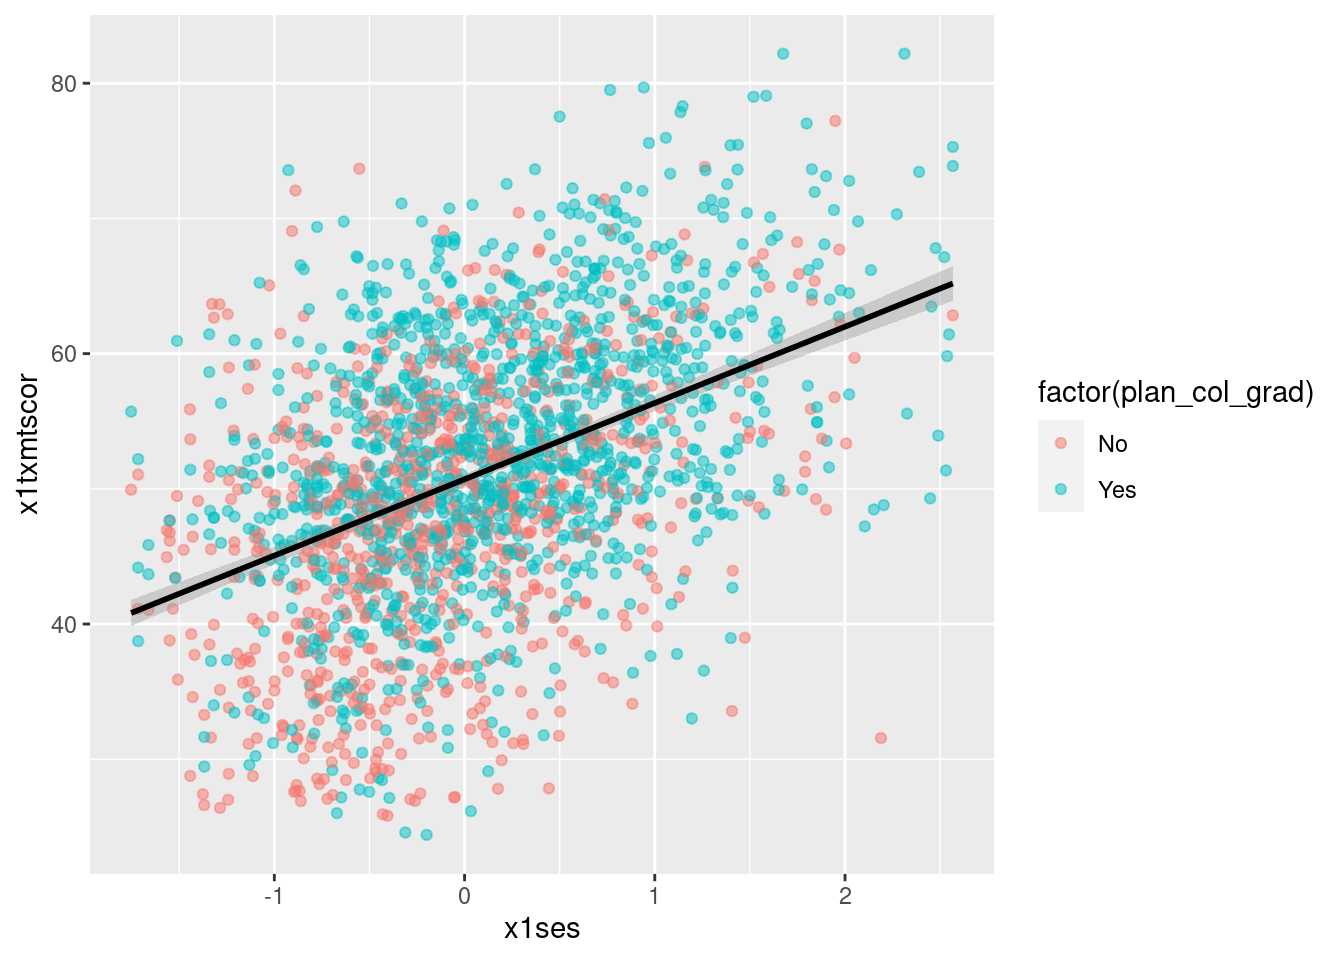 80
60
40
x1txmtscor
-1 0 1 2
x1ses
factor(plan_col_grad)
No
Yes